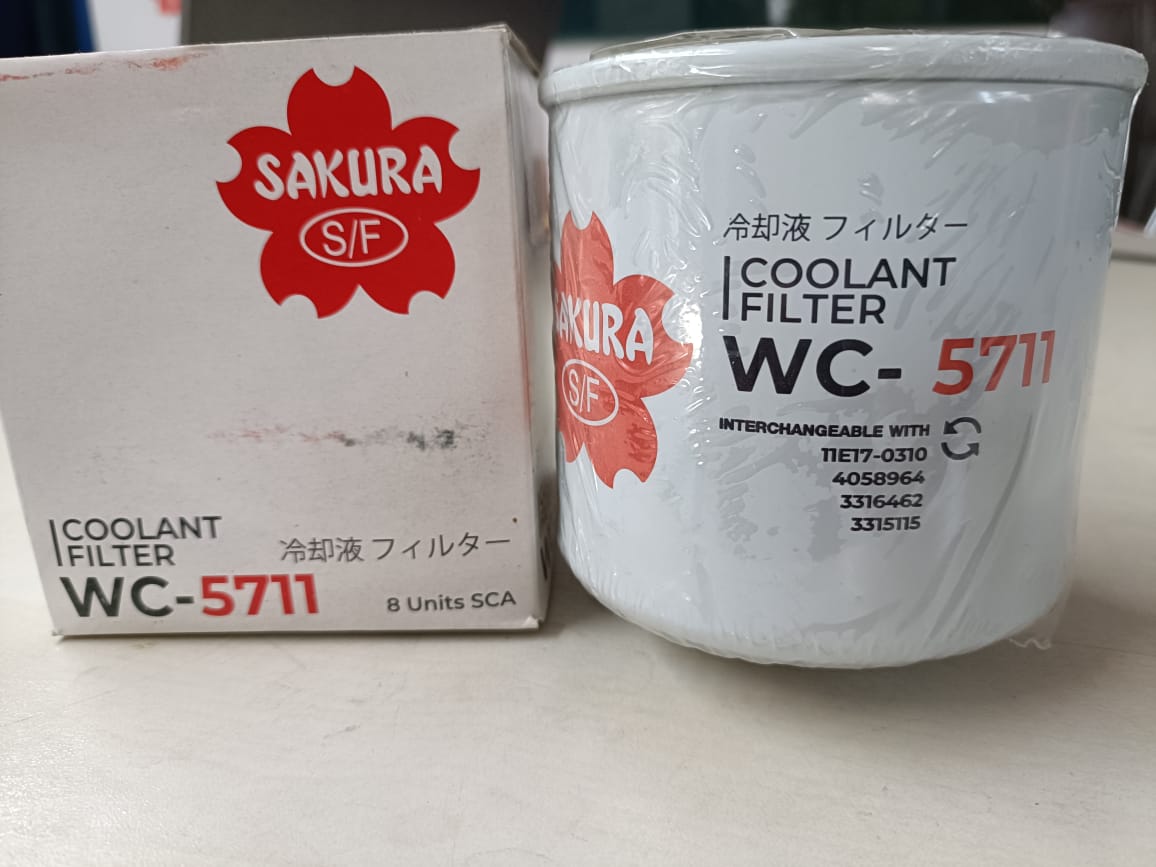 SAKURA
S/F
COOLANT
FILTER
冷却液 フィルター
WC-5711
8 Units SCA
SAKURA
S/F
冷却液 フィルター
COOLANT
FILTER
WC- 5711
INTERCHANGEABLE WITH
11E17-0310
4058964
3316462
3315115